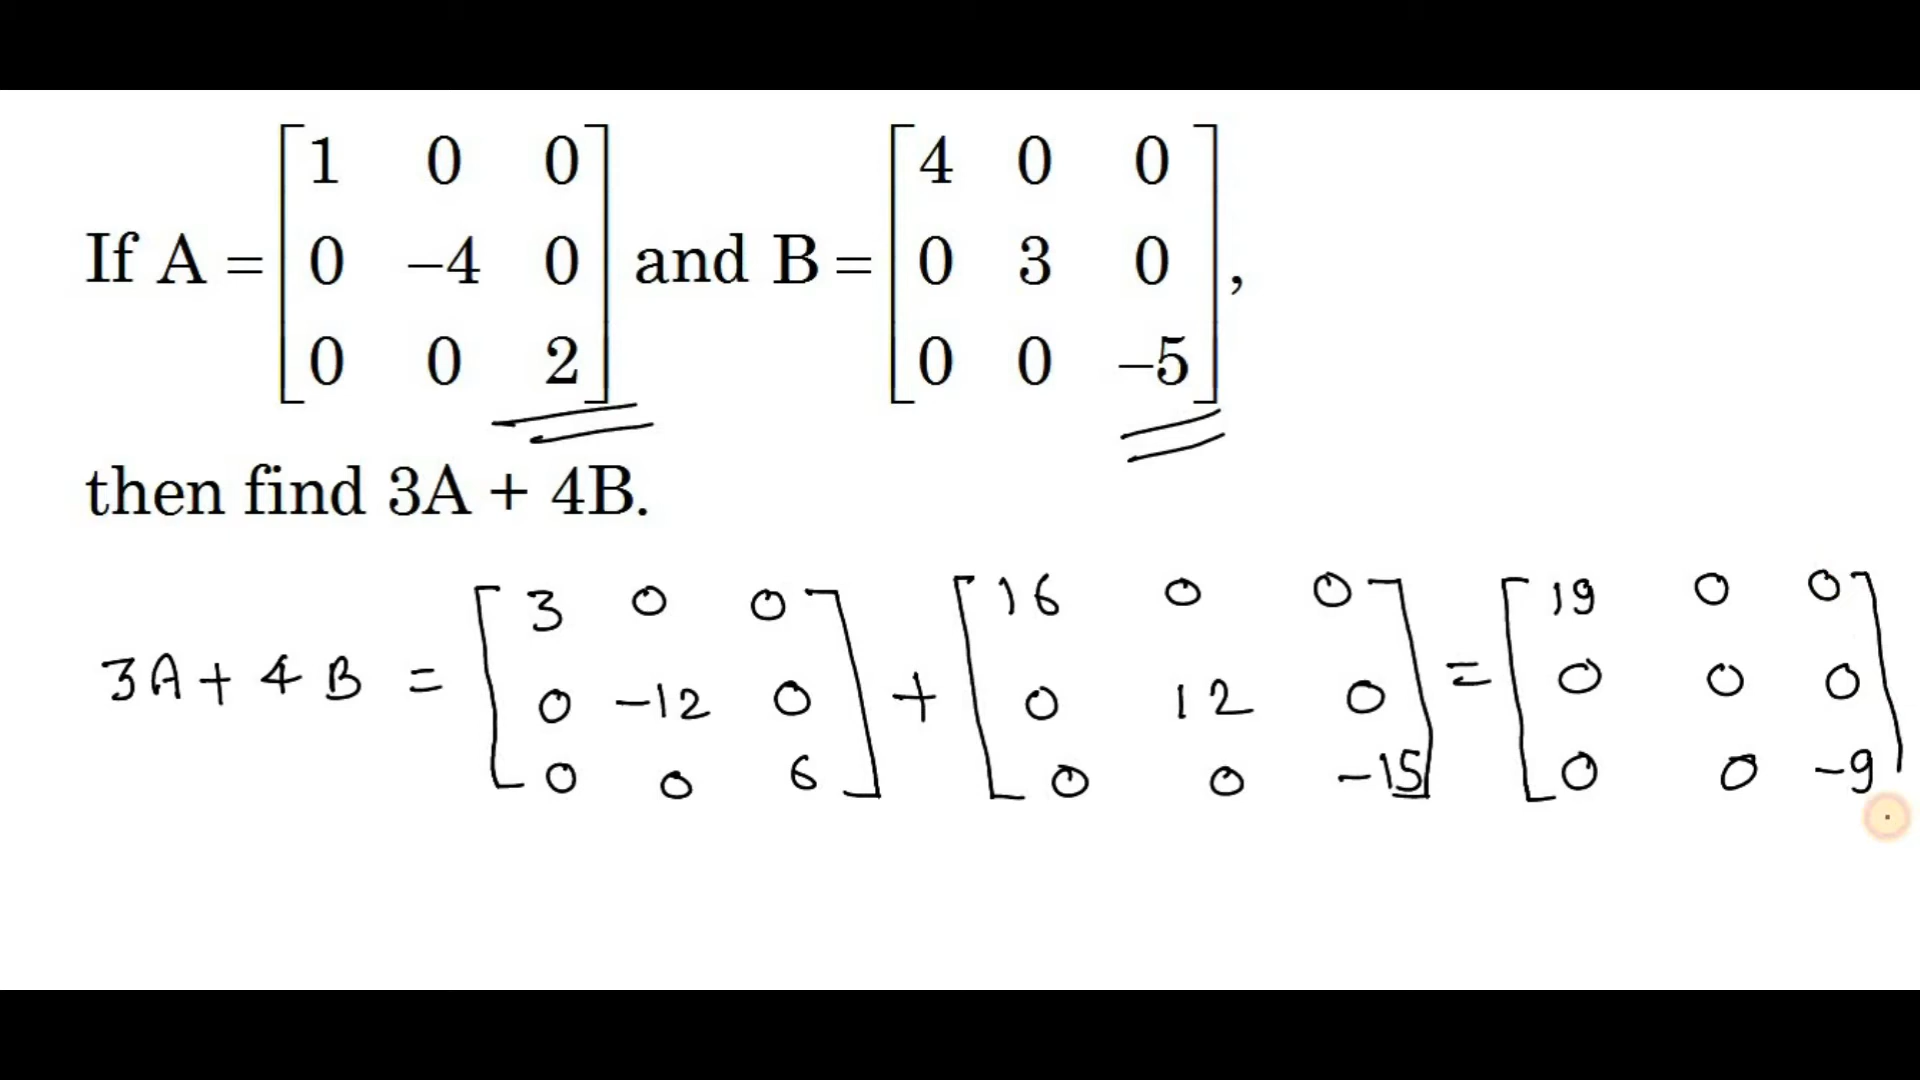 If A = [1 0 0
0 –4 0
0 0 2] and B = [4 0 0
0 3 0
0 0 –5],
then find 3A + 4B.
3A + 4B = [3 0 0
0 -12 0
0 0 6] + [16 0 0
0 12 0
0 0 -15] = [19 0 0
0 0 0
0 0 -9